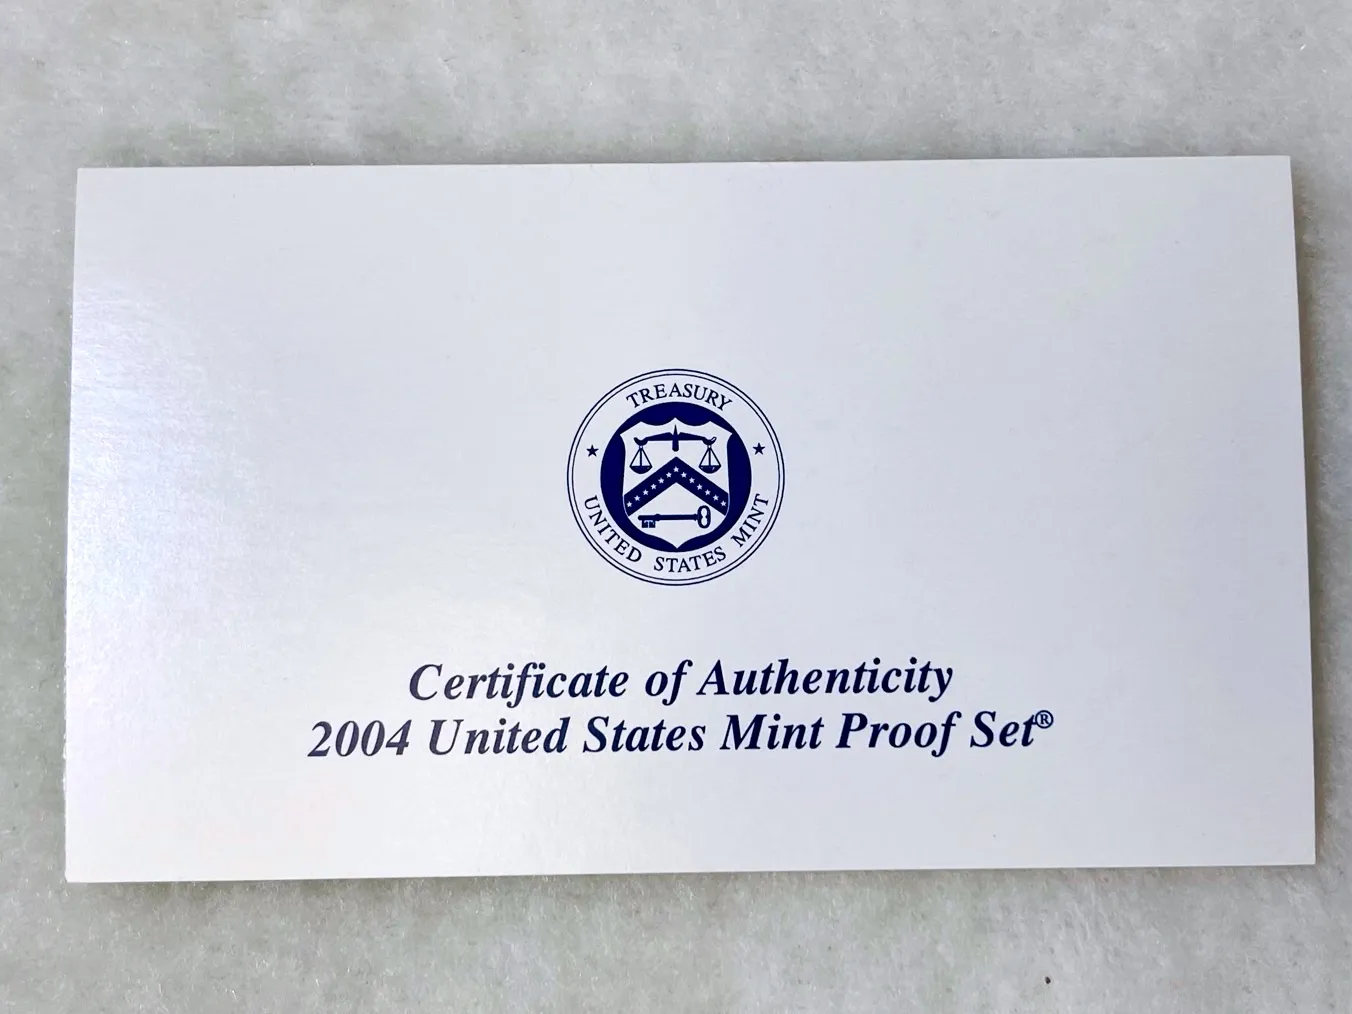 TREASURY
UNITED STATES MINT
Certificate of Authenticity
2004 United States Mint Proof Set®